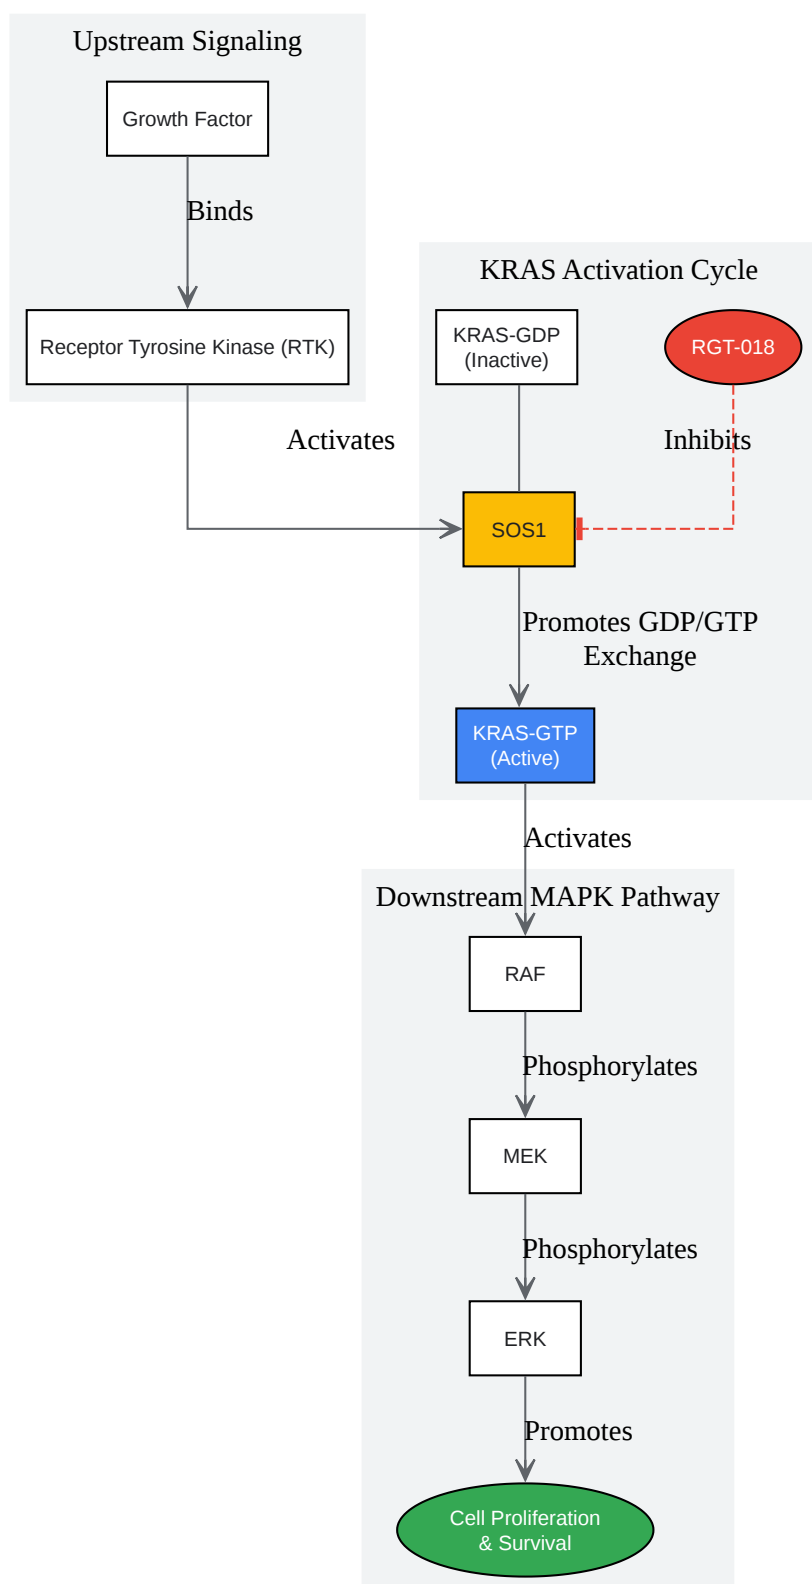 Upstream Signaling
Growth Factor
Binds
Receptor Tyrosine Kinase (RTK)
Activates
KRAS Activation Cycle
KRAS-GDP
(Inactive)
RGT-018
Inhibits
SOS1
Promotes GDP/GTP
Exchange
KRAS-GTP
(Active)
Activates
Downstream MAPK Pathway
RAF
Phosphorylates
MEK
Phosphorylates
ERK
Promotes
Cell Proliferation
& Survival